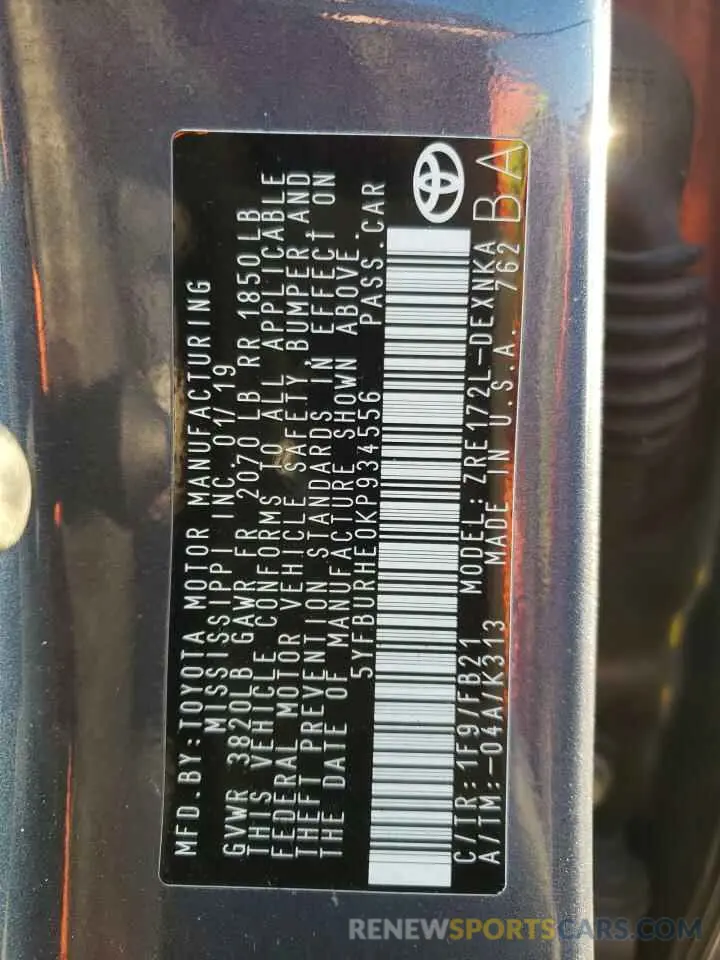 MFD.BY:TOYOTA MOTOR MANUFACTURING
MISSISSIPPI INC. 01/19
GVWR 3820LB GAWR FR 2070 LB RR 1850LB
THIS VEHICLE CONFORMS TO ALL APPLICABLE
FEDERAL MOTOR VEHICLE SAFETY BUMPER AND
THEFT PREVENTION STANDARDS IN EFFECT ON
THE DATE OF MANUFACTURE SHOWN ABOVE.
5YFBURHE0KP934556 PASS.CAR
C/TR:1F9/FB21 MODEL:ZRE172L-DEXNKA
A/TM:-04A/K313 MADE IN U.S.A. 762 BA
RENEWSPORTSCARS.COM